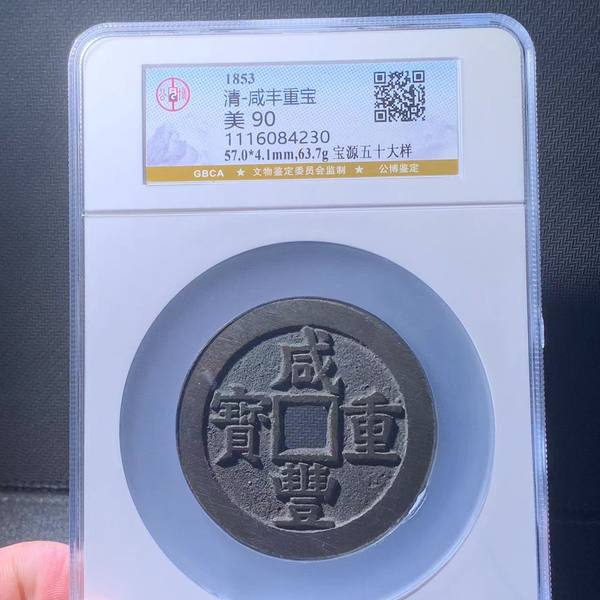 1853
清-咸丰重宝
美 90
1116084230
57.0*4.1mm,63.7g 宝源五十大样
GBCA ★ 文物鉴定委员会监制 ★ 公博鉴定
咸
寶 重
豐